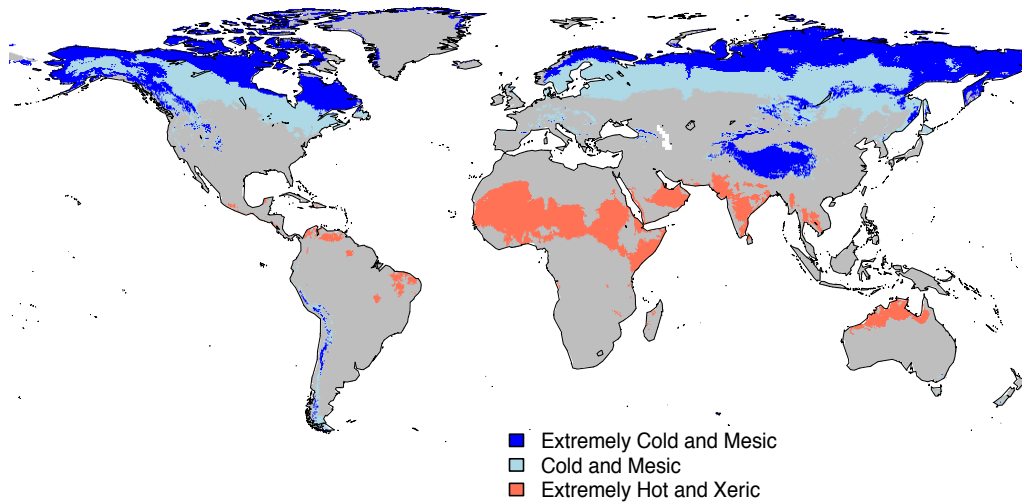 Extremely Cold and Mesic
Cold and Mesic
Extremely Hot and Xeric